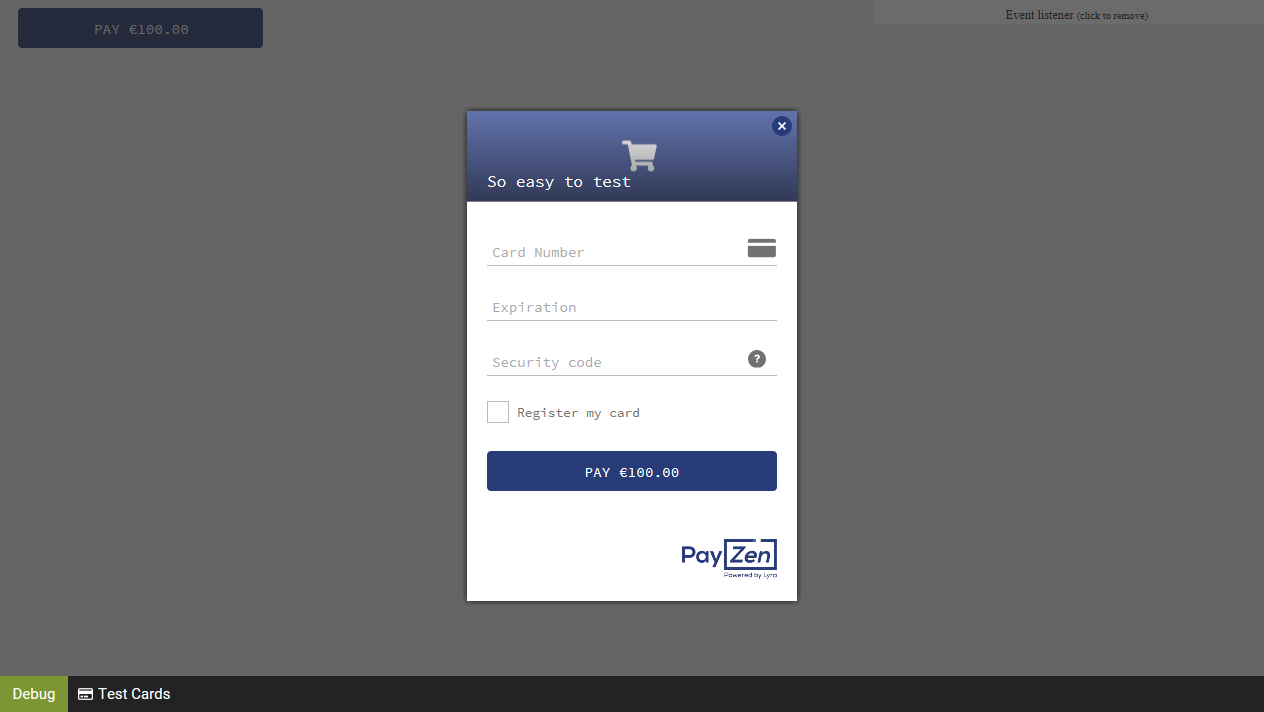 PAY €100.00
Event listener (click to remove)
So easy to test
Card Number
Expiration
Security code
?
Register my card
PAY €100.00
PayZen
Powered by Lyra
Debug
Test Cards